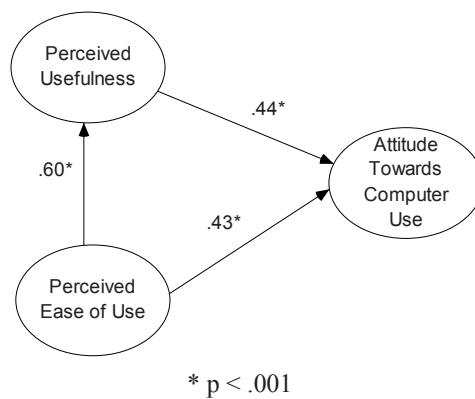 Perceived
Usefulness
.44*
Attitude
Towards
Computer
Use
.60*
.43*
Perceived
Ease of Use
* p < .001